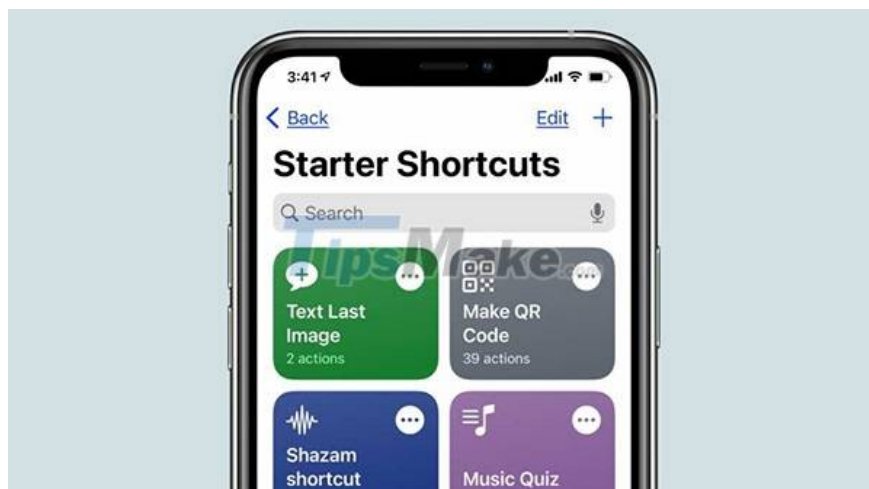 3:41
Back
Edit
Starter Shortcuts
Search
TipsMake.com
Text Last
Image
2 actions
Make QR
Code
39 actions
Shazam
shortcut
Music Quiz